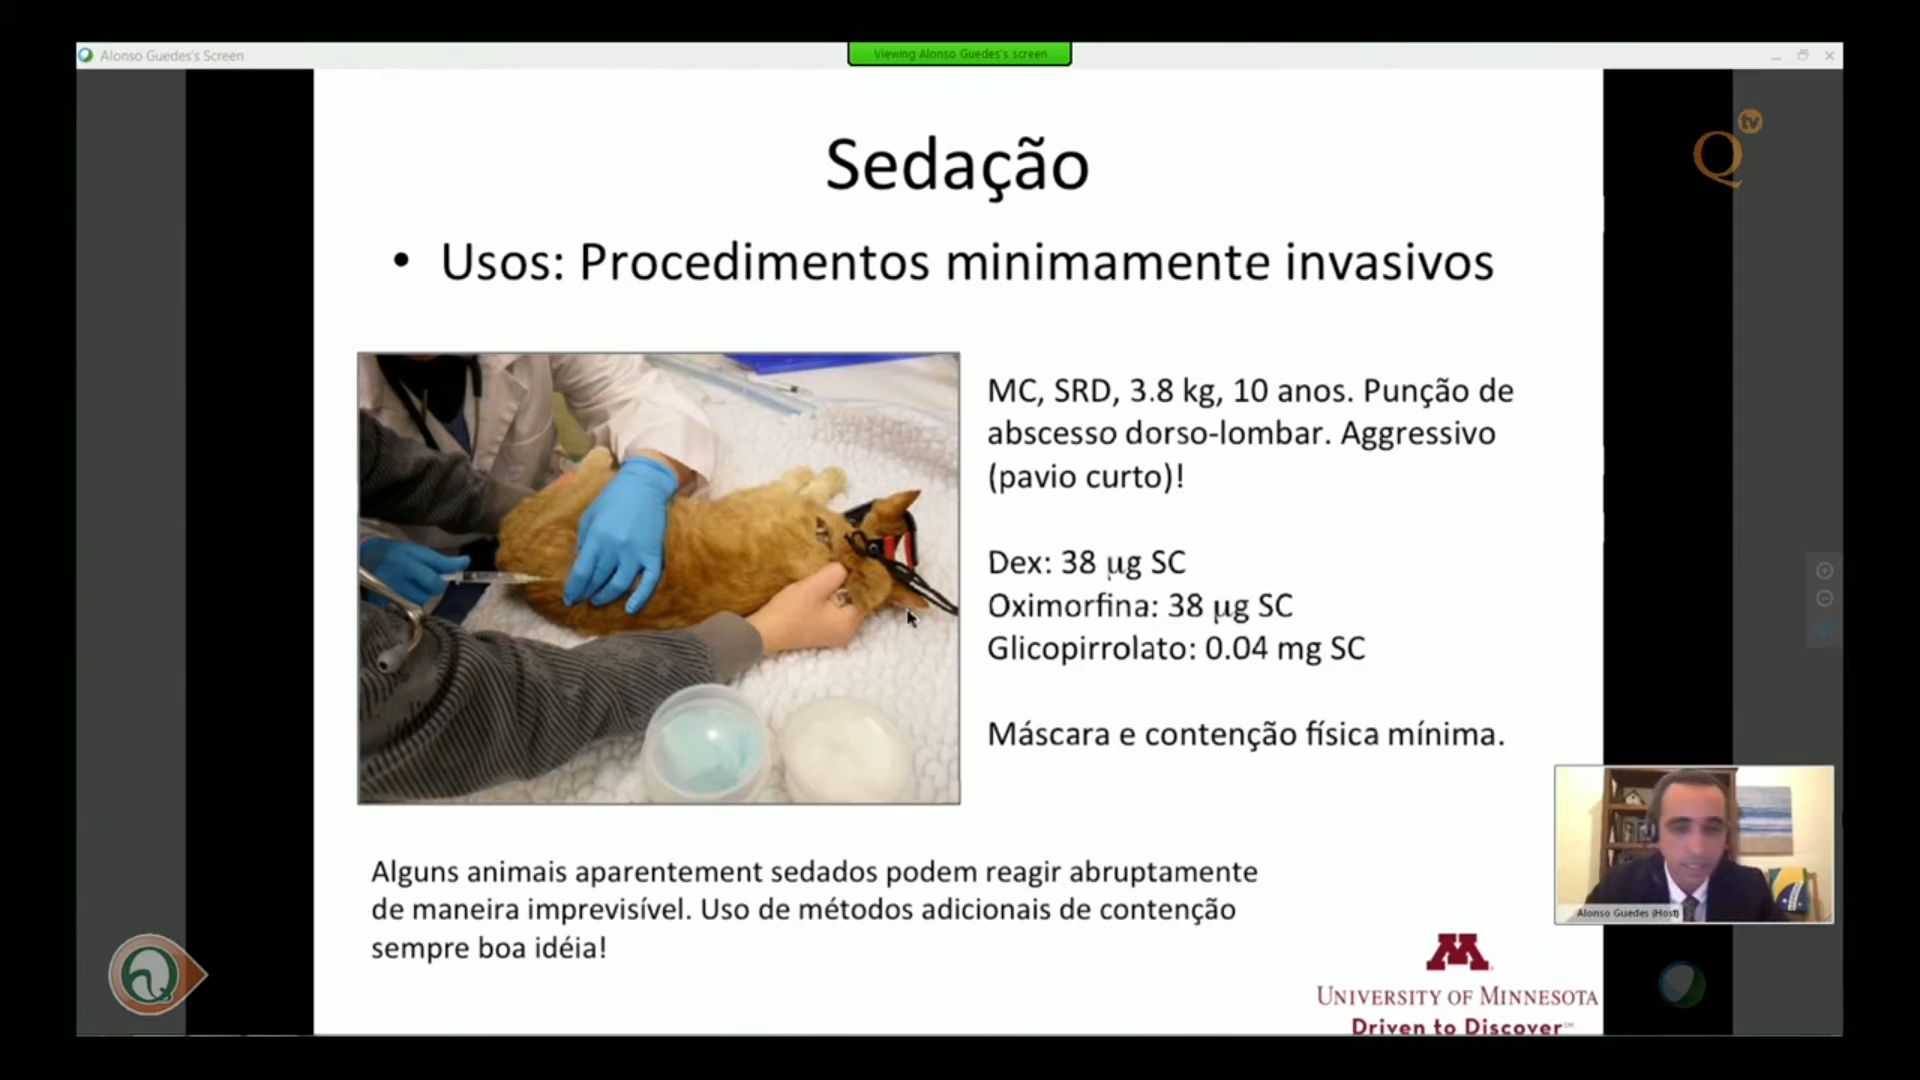 Alonso Guedes's Screen
Viewing Alonso Guedes's screen
Q tv
Sedação
• Usos: Procedimentos minimamente invasivos
MC, SRD, 3.8 kg, 10 anos. Punção de
abscesso dorso-lombar. Aggressivo
(pavio curto)!
Dex: 38 µg SC
Oximorfina: 38 µg SC
Glicopirrolato: 0.04 mg SC
Máscara e contenção física mínima.
Alguns animais aparentement sedados podem reagir abruptamente
de maneira imprevisível. Uso de métodos adicionais de contenção
sempre boa idéia!
Alonso Guedes (Host)
M
UNIVERSITY OF MINNESOTA
Driven to Discover℠